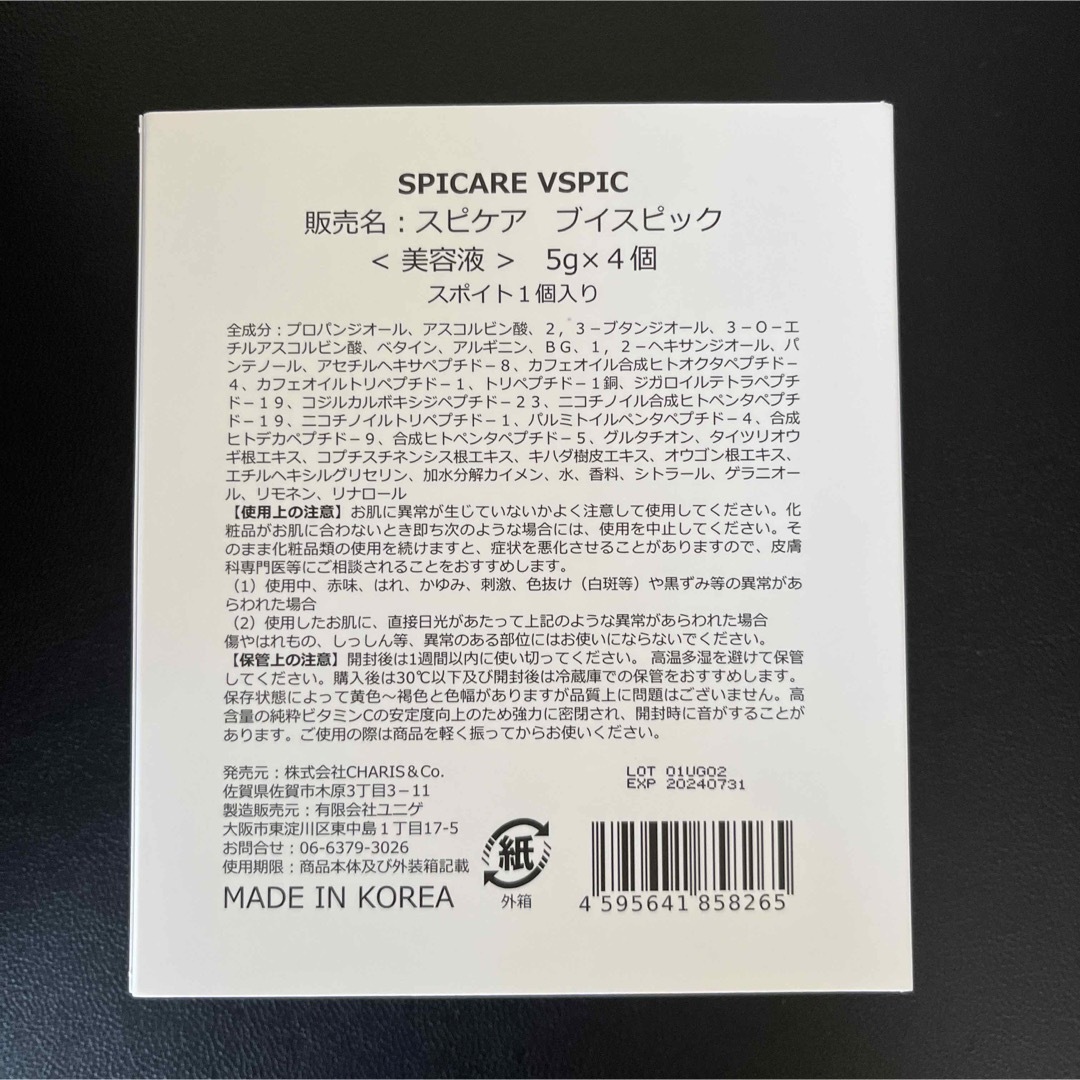 SPICARE VSPIC
販売名：スピケア　ブイスピック
＜ 美容液 ＞　5g×４個
スポイト１個入り
全成分：プロパンジオール、アスコルビン酸、２，３－ブタンジオール、３－Ｏ－エ
チルアスコルビン酸、ベタイン、アルギニン、ＢＧ、１，２－ヘキサンジオール、パ
ンテノール、アセチルヘキサペプチド－８、カフェオイル合成ヒトオクタペプチド－
４、カフェオイルトリペプチド－１、トリペプチド－１銅、ジガロイルテトラペプチ
ド－１９、コジルカルボキシジペプチド－２３、ニコチノイル合成ヒトペンタペプチ
ド－１９、ニコチノイルトリペプチド－１、パルミトイルペンタペプチド－４、合成
ヒトデカペプチド－９、合成ヒトペンタペプチド－５、グルタチオン、タイツリオウ
ギ根エキス、コプチスチネンシス根エキス、キハダ樹皮エキス、オウゴン根エキス、
エチルヘキシルグリセリン、加水分解カイメン、水、香料、シトラール、ゲラニオー
ル、リモネン、リナロール
【使用上の注意】お肌に異常が生じていないかよく注意して使用してください。化
粧品がお肌に合わないとき即ち次のような場合には、使用を中止してください。そ
のまま化粧品類の使用を続けますと、症状を悪化させることがありますので、皮膚
科専門医等にご相談されることをおすすめします。
（1）使用中、赤味、はれ、かゆみ、刺激、色抜け（白斑等）や黒ずみ等の異常があ
らわれた場合
（2）使用したお肌に、直接日光があたって上記のような異常があらわれた場合
傷やはれもの、しっしん等、異常のある部位にはお使いにならないでください。
【保管上の注意】開封後は1週間以内に使い切ってください。 高温多湿を避けて保管
してください。購入後は30℃以下及び開封後は冷蔵庫での保管をおすすめします。
保存状態によって黄色～褐色と色幅がありますが品質上に問題はございません。高
含量の純粋ビタミンCの安定度向上のため強力に密閉され、開封時に音がすることが
あります。ご使用の際は商品を軽く振ってからお使いください。
発売元：株式会社CHARIS＆Co.
佐賀県佐賀市木原3丁目3－11
製造販売元：有限会社ユニゲ
大阪市東淀川区東中島１丁目17-5
お問合せ：06-6379-3026
使用期限：商品本体及び外装箱記載
MADE IN KOREA
LOT 01UG02
EXP 20240731
紙
外箱
4 595641 858265